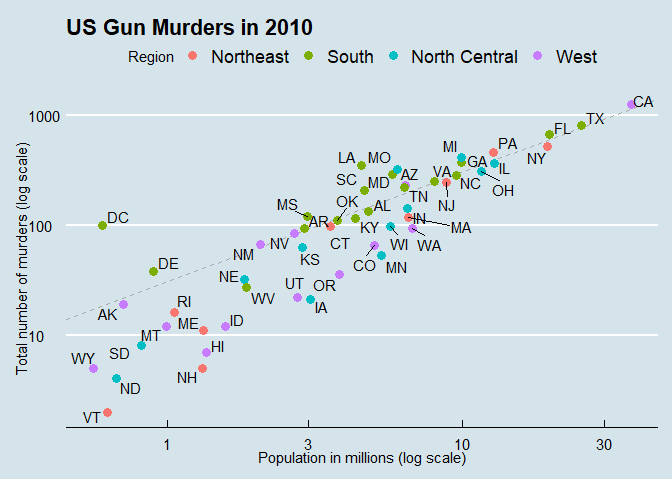 US Gun Murders in 2010
Region Northeast South North Central West
Total number of murders (log scale)
1000
100
10
CA
TX
FL
PA
NY
MI
GA
IL
OH
LA
MO
AZ
VA
NC
NJ
SC
MD
TN
MS
OK
AL
IN
MA
DC
AR
KY
WI
WA
NM
NV
CT
CO
MN
DE
KS
NE
WV
UT
OR
IA
AK
RI
ME
ID
MT
SD
HI
WY
ND
NH
VT
1 3 10 30
Population in millions (log scale)